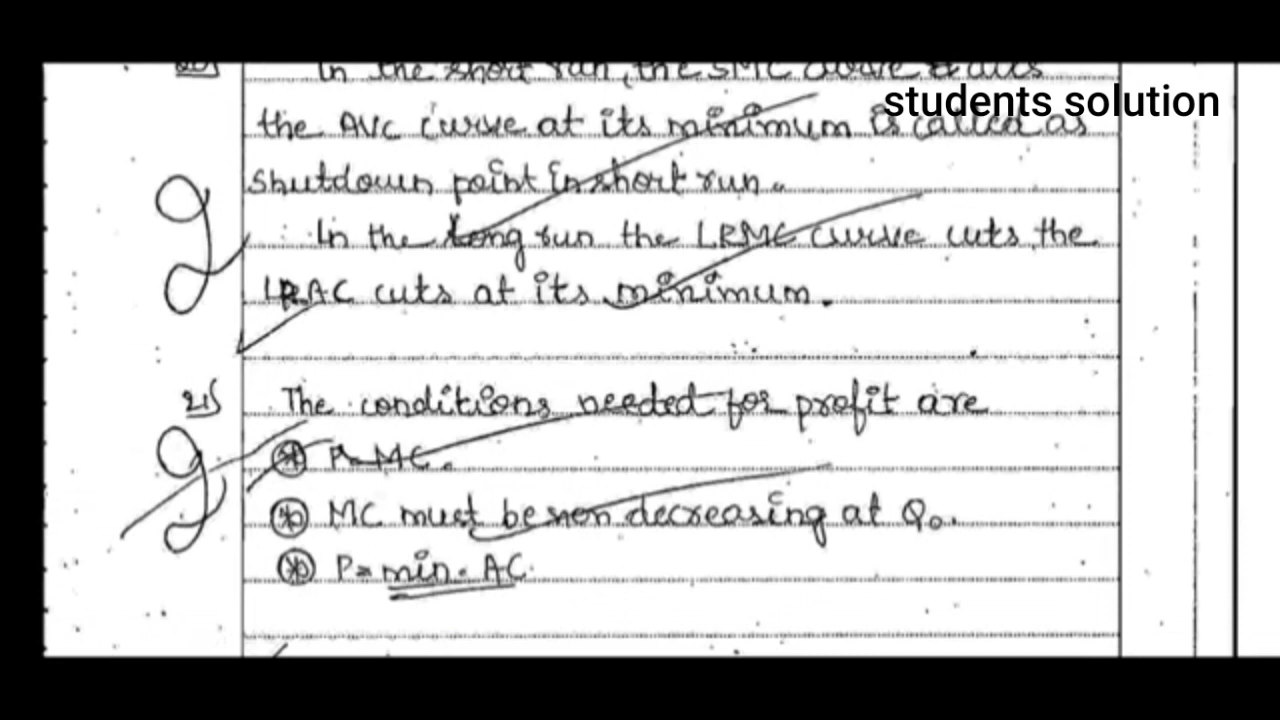 In the short run, the SMC curve cuts
students solution
the AVC curve at its minimum is called as
shutdown point in short run.
In the long run the LRMC curve cuts the
LRAC cuts at its minimum.
21)
The conditions needed for profit are
P = MC.
MC must be non decreasing at Q0.
P = min. AC